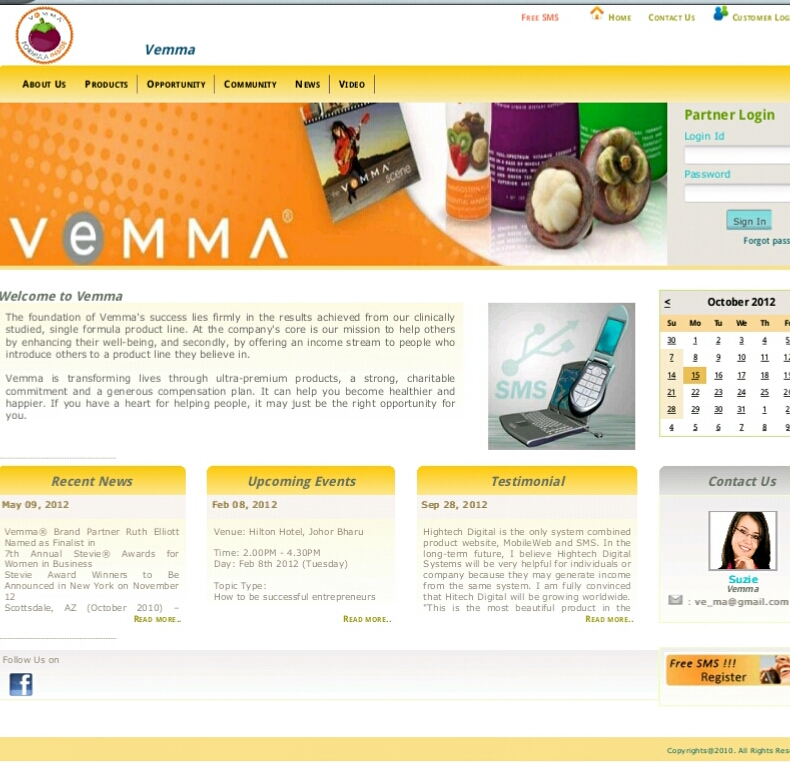 VEMMA
FORMULA INSIDE
Vemma
Free SMS
Home
Contact Us
Customer Log
About Us
Products
Opportunity
Community
News
Video
VeMMA®
the VeMMA scene
Partner Login
Login Id
Password
Sign In
Forgot pass
Welcome to Vemma
The foundation of Vemma's success lies firmly in the results achieved from our clinically
studied, single formula product line. At the company's core is our mission to help others
by enhancing their well-being, and secondly, by offering an income stream to people who
introduce others to a product line they believe in.
Vemma is transforming lives through ultra-premium products, a strong, charitable
commitment and a generous compensation plan. It can help you become healthier and
happier. If you have a heart for helping people, it may just be the right opportunity for
you.
SMS
< October 2012
Su Mo Tu We Th F
30 1 2 3 4 5
7 8 9 10 11 12
14 15 16 17 18 1
21 22 23 24 25 2
28 29 30 31 1 2
4 5 6 7 8 9
Recent News
May 09, 2012
Vemma® Brand Partner Ruth Elliott
Named as Finalist in
7th Annual Stevie® Awards for
Women in Business
Stevie Award Winners to Be
Announced in New York on November
12
Scottsdale, AZ (October 2010) –
Read more..
Upcoming Events
Feb 08, 2012
Venue: Hilton Hotel, Johor Bharu
Time: 2.00PM - 4.30PM
Day: Feb 8th 2012 (Tuesday)
Topic Type:
How to be successful entrepreneurs
Read more..
Testimonial
Sep 28, 2012
Hightech Digital is the only system combined
product website, MobileWeb and SMS. In the
long-term future, I believe Hightech Digital
Systems will be very helpful for individuals or
company because they may generate income
from the same system. I am fully convinced
that Hitech Digital will be growing worldwide.
"This is the most beautiful product in the
Read more..
Contact Us
Suzie
Vemma
: ve_ma@gmail.com
Follow Us on
f
Free SMS !!!
Register
Copyrights@2010. All Rights Res